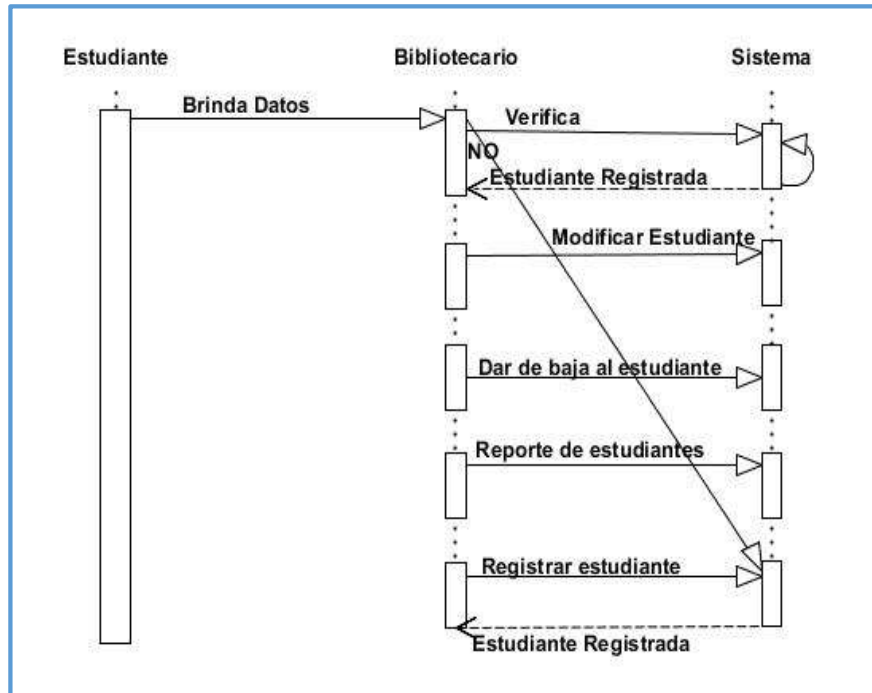 Estudiante
Bibliotecario
Sistema
Brinda Datos
Verifica
NO
Estudiante Registrada
Modificar Estudiante
Dar de baja al estudiante
Reporte de estudiantes
Registrar estudiante
Estudiante Registrada